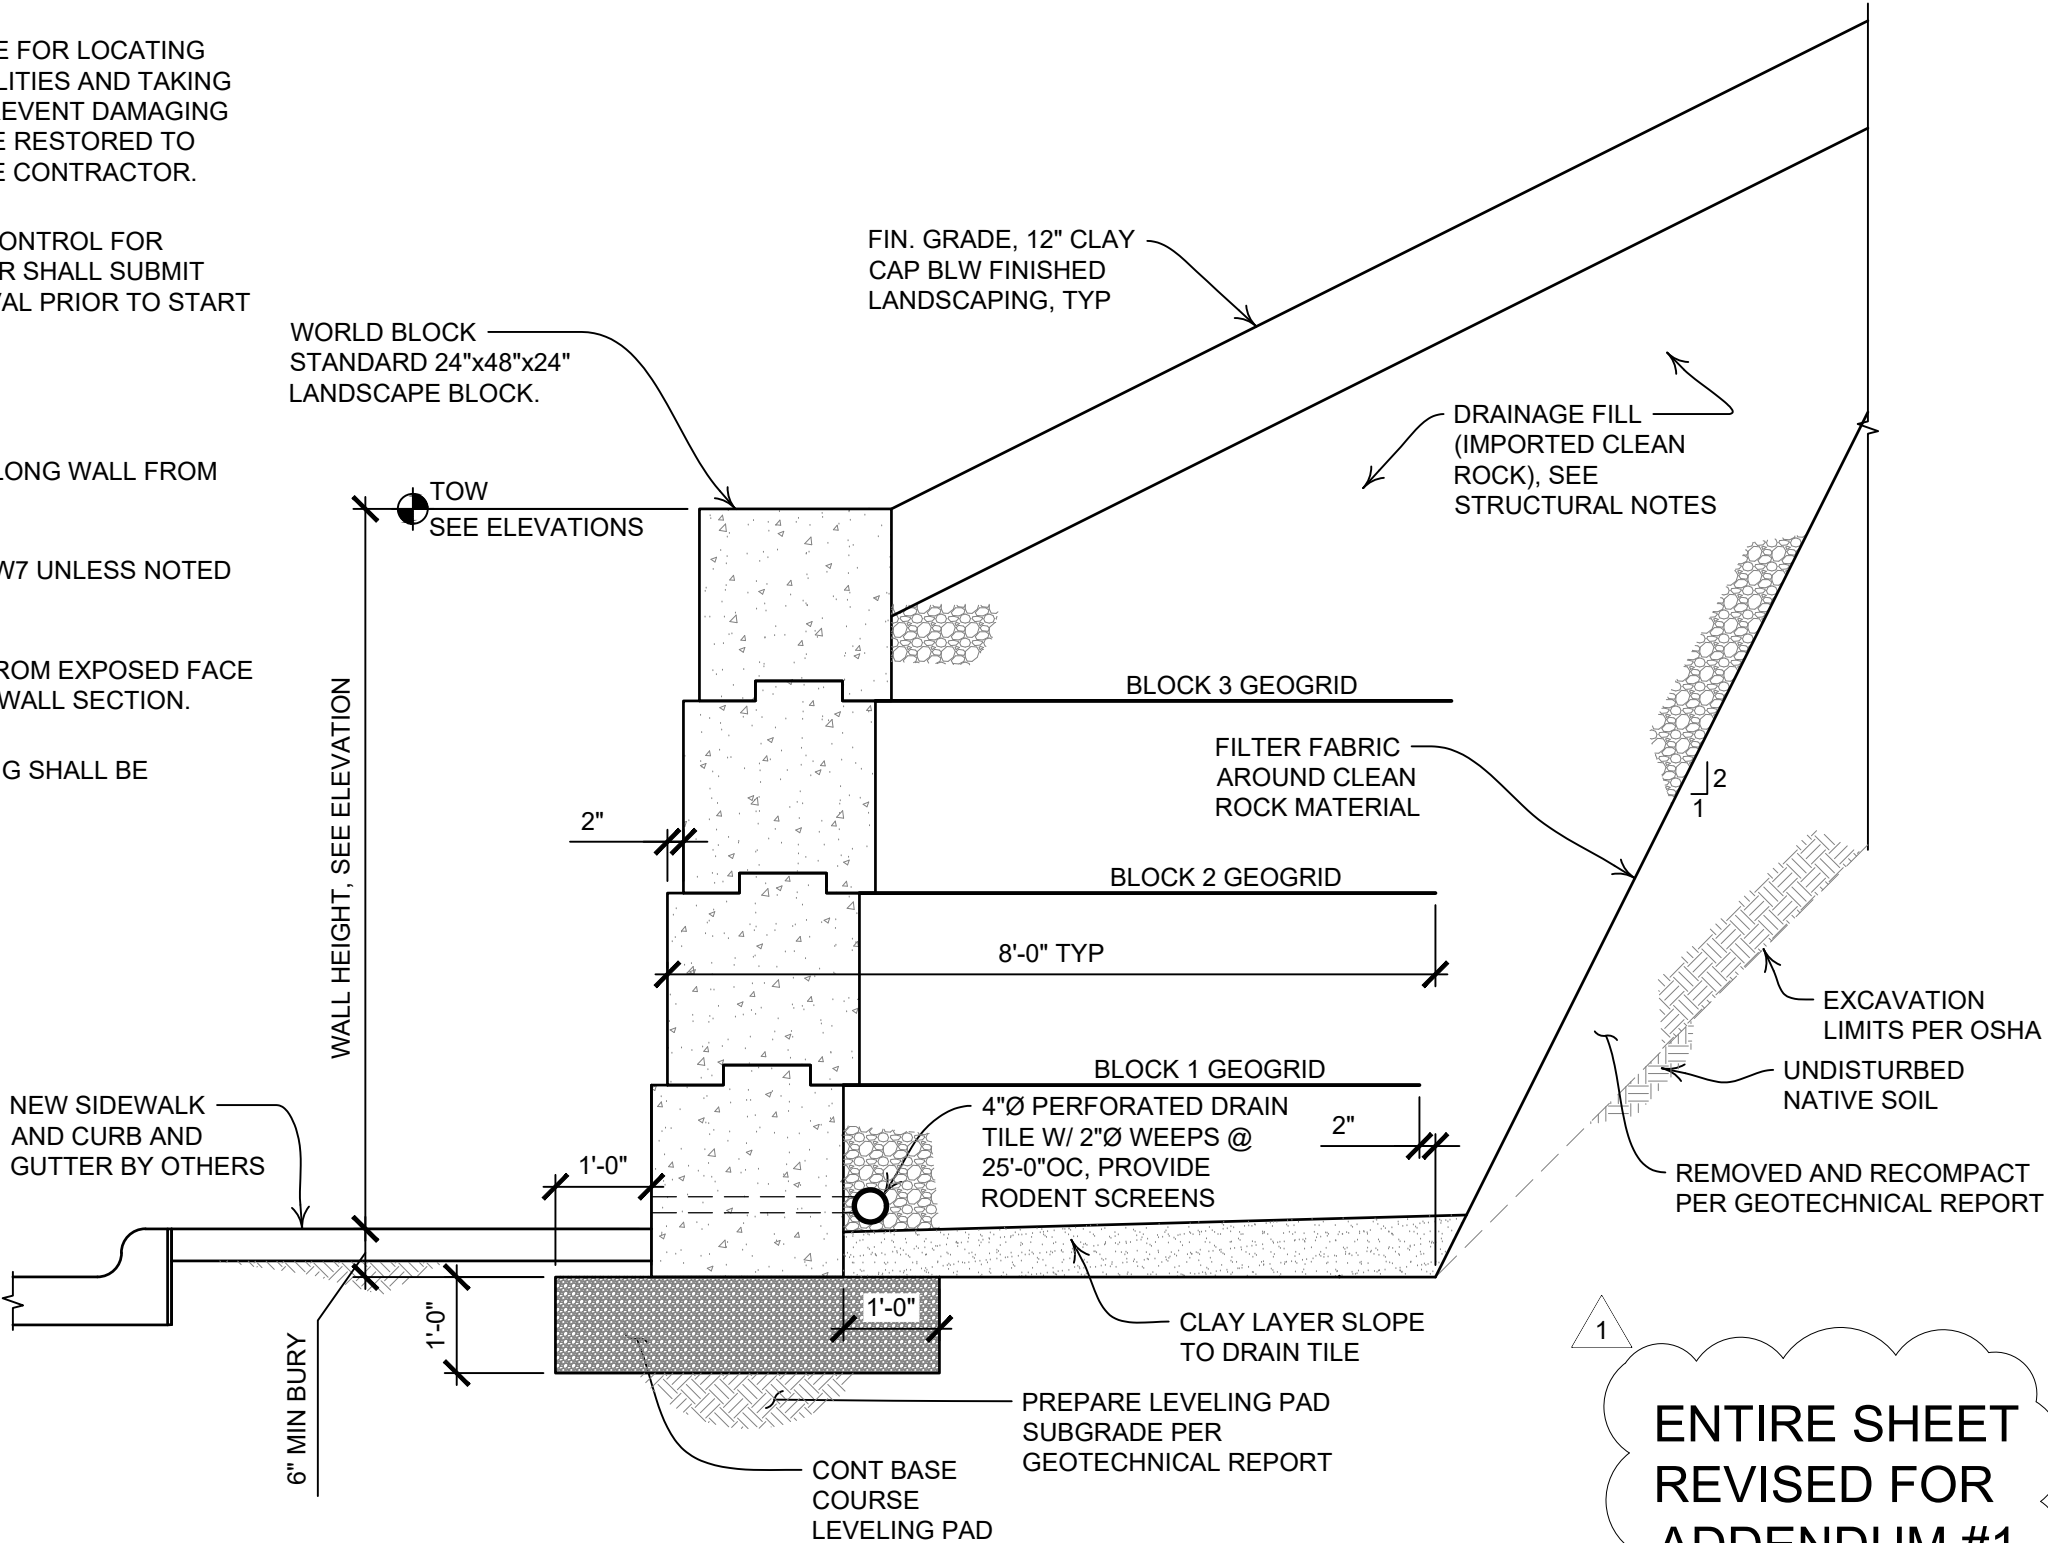 E FOR LOCATING
LITIES AND TAKING
REVENT DAMAGING
E RESTORED TO
E CONTRACTOR.
ONTROL FOR
R SHALL SUBMIT
VAL PRIOR TO START
LONG WALL FROM
W7 UNLESS NOTED
ROM EXPOSED FACE
WALL SECTION.
G SHALL BE
FIN. GRADE, 12" CLAY
CAP BLW FINISHED
LANDSCAPING, TYP
WORLD BLOCK
STANDARD 24"x48"x24"
LANDSCAPE BLOCK.
DRAINAGE FILL
(IMPORTED CLEAN
ROCK), SEE
STRUCTURAL NOTES
TOW
SEE ELEVATIONS
WALL HEIGHT, SEE ELEVATION
BLOCK 3 GEOGRID
FILTER FABRIC
AROUND CLEAN
ROCK MATERIAL
2
1
2"
BLOCK 2 GEOGRID
8'-0" TYP
EXCAVATION
LIMITS PER OSHA
UNDISTURBED
NATIVE SOIL
BLOCK 1 GEOGRID
4"Ø PERFORATED DRAIN
TILE W/ 2"Ø WEEPS @
25'-0"OC, PROVIDE
RODENT SCREENS
2"
NEW SIDEWALK
AND CURB AND
GUTTER BY OTHERS
1'-0"
REMOVED AND RECOMPACT
PER GEOTECHNICAL REPORT
1'-0"
1'-0"
6" MIN BURY
CLAY LAYER SLOPE
TO DRAIN TILE
PREPARE LEVELING PAD
SUBGRADE PER
GEOTECHNICAL REPORT
CONT BASE
COURSE
LEVELING PAD
1
ENTIRE SHEET
REVISED FOR
ADDENDUM #1